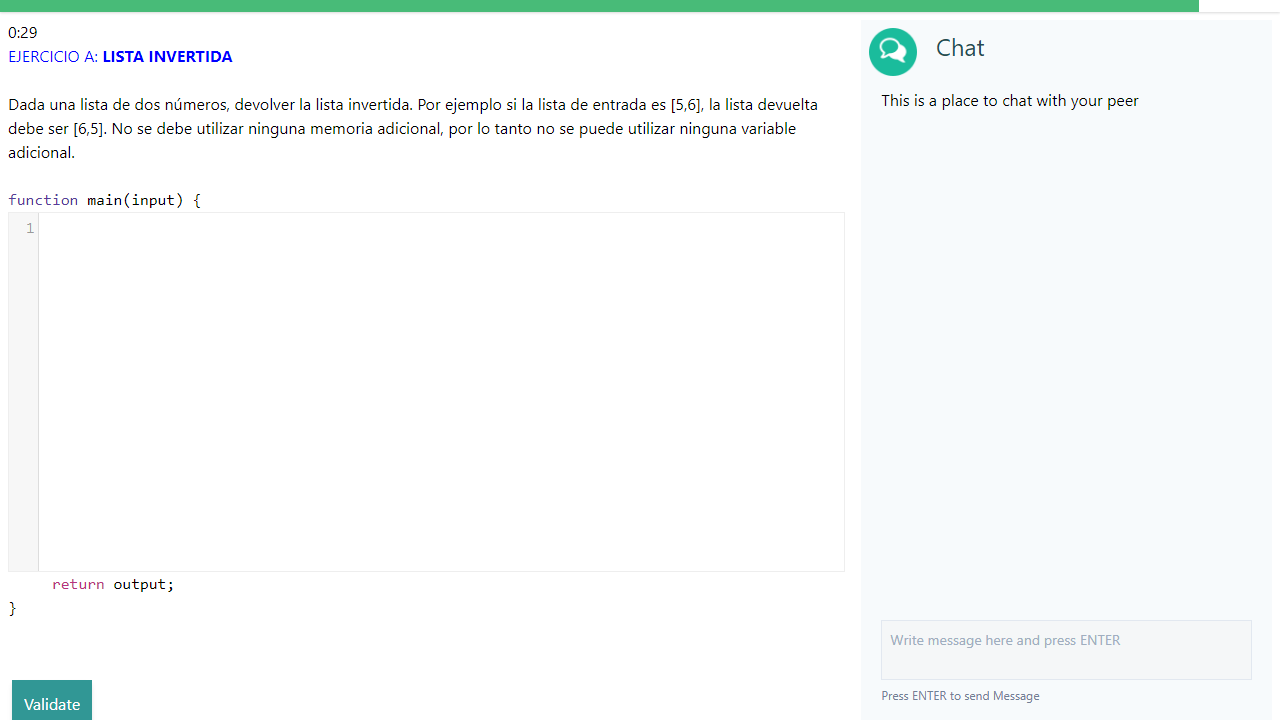 0:29
EJERCICIO A: LISTA INVERTIDA
Dada una lista de dos números, devolver la lista invertida. Por ejemplo si la lista de entrada es [5,6], la lista devuelta
debe ser [6,5]. No se debe utilizar ninguna memoria adicional, por lo tanto no se puede utilizar ninguna variable
adicional.
function main(input) {
1
return output;
}
Validate
Chat
This is a place to chat with your peer
Write message here and press ENTER
Press ENTER to send Message